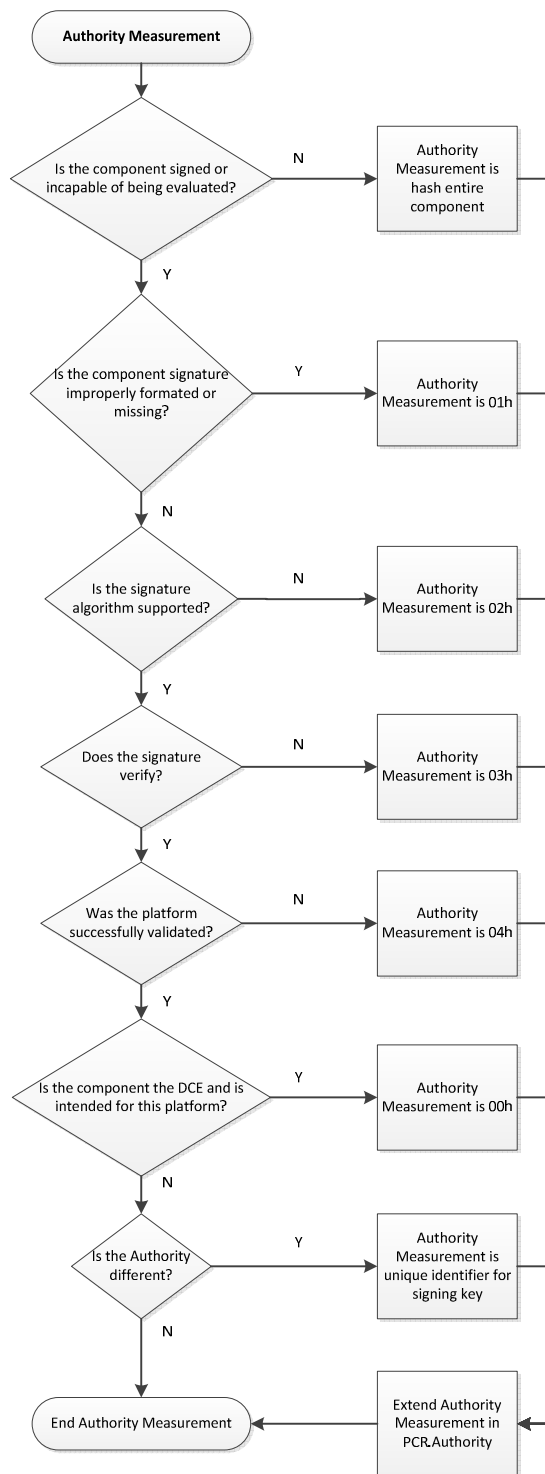 Authority Measurement
Is the component signed or
incapable of being evaluated?
N
Authority
Measurement is
hash entire
component
Y
Is the component signature
improperly formated or
missing?
Y
Authority
Measurement is 01h
N
Is the signature
algorithm supported?
N
Authority
Measurement is 02h
Y
Does the signature
verify?
N
Authority
Measurement is 03h
Y
Was the platform
successfully validated?
N
Authority
Measurement is 04h
Y
Is the component the DCE and is
intended for this platform?
Y
Authority
Measurement is 00h
N
Is the Authority
different?
Y
Authority
Measurement is
unique identifier for
signing key
N
End Authority Measurement
Extend Authority
Measurement in
PCR.Authority